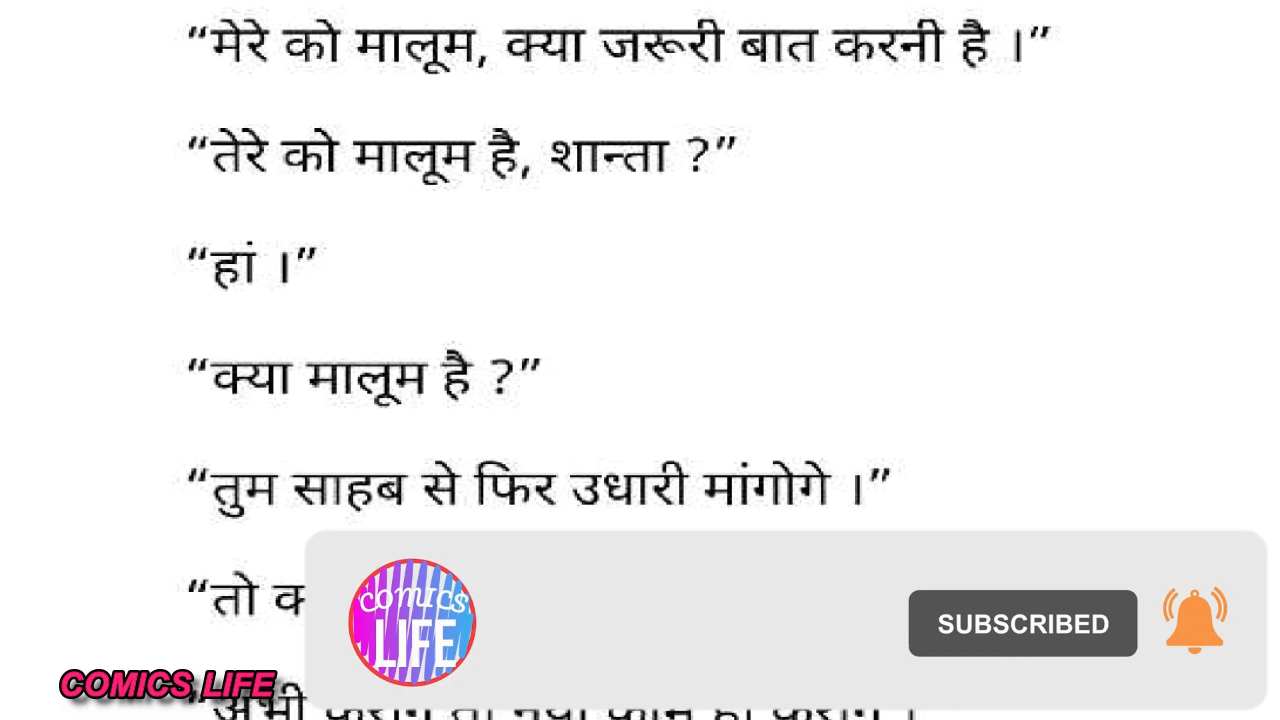 “मेरे को मालूम, क्या जरूरी बात करनी है ।”
“तेरे को मालूम है, शान्ता ?”
“हां ।”
“क्या मालूम है ?”
“तुम साहब से फिर उधारी मांगोगे ।”
“तो
comics
LIFE
SUBSCRIBED
COMICS LIFE